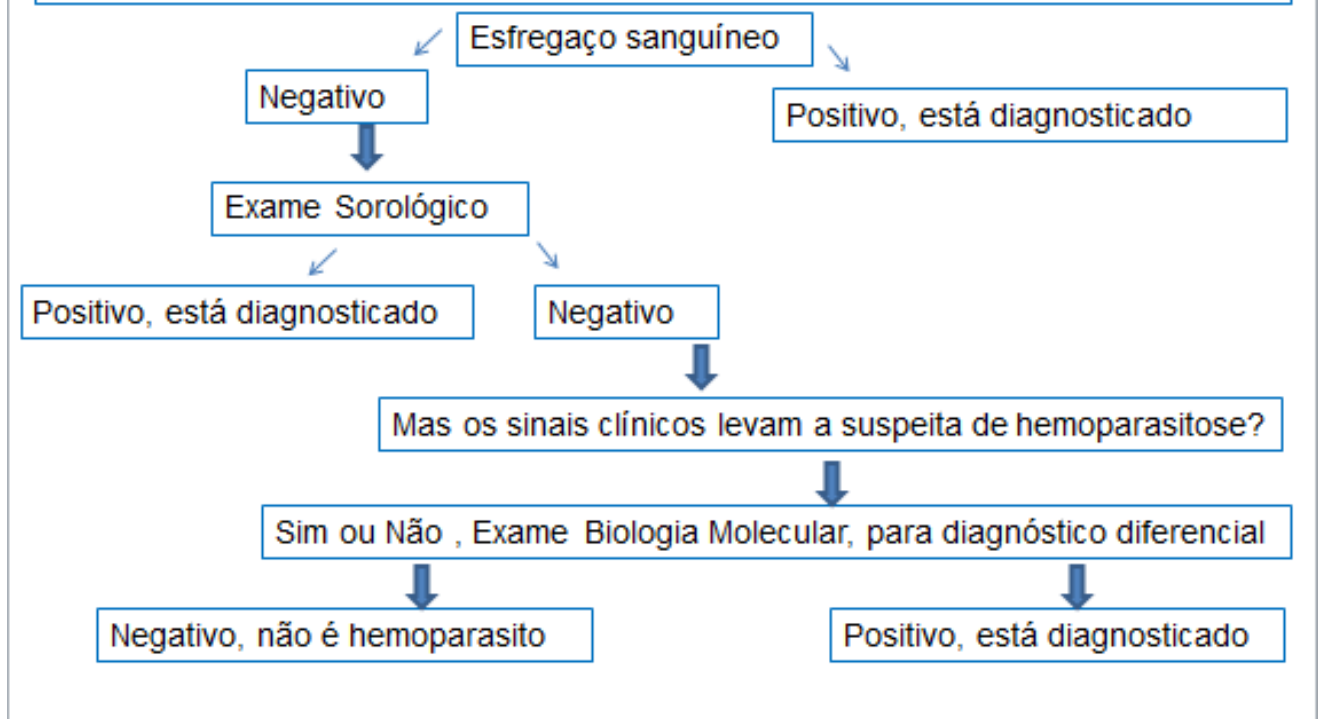 Esfregaço sanguíneo
Negativo
Positivo, está diagnosticado
Exame Sorológico
Positivo, está diagnosticado
Negativo
Mas os sinais clínicos levam a suspeita de hemoparasitose?
Sim ou Não , Exame Biologia Molecular, para diagnóstico diferencial
Negativo, não é hemoparasito
Positivo, está diagnosticado